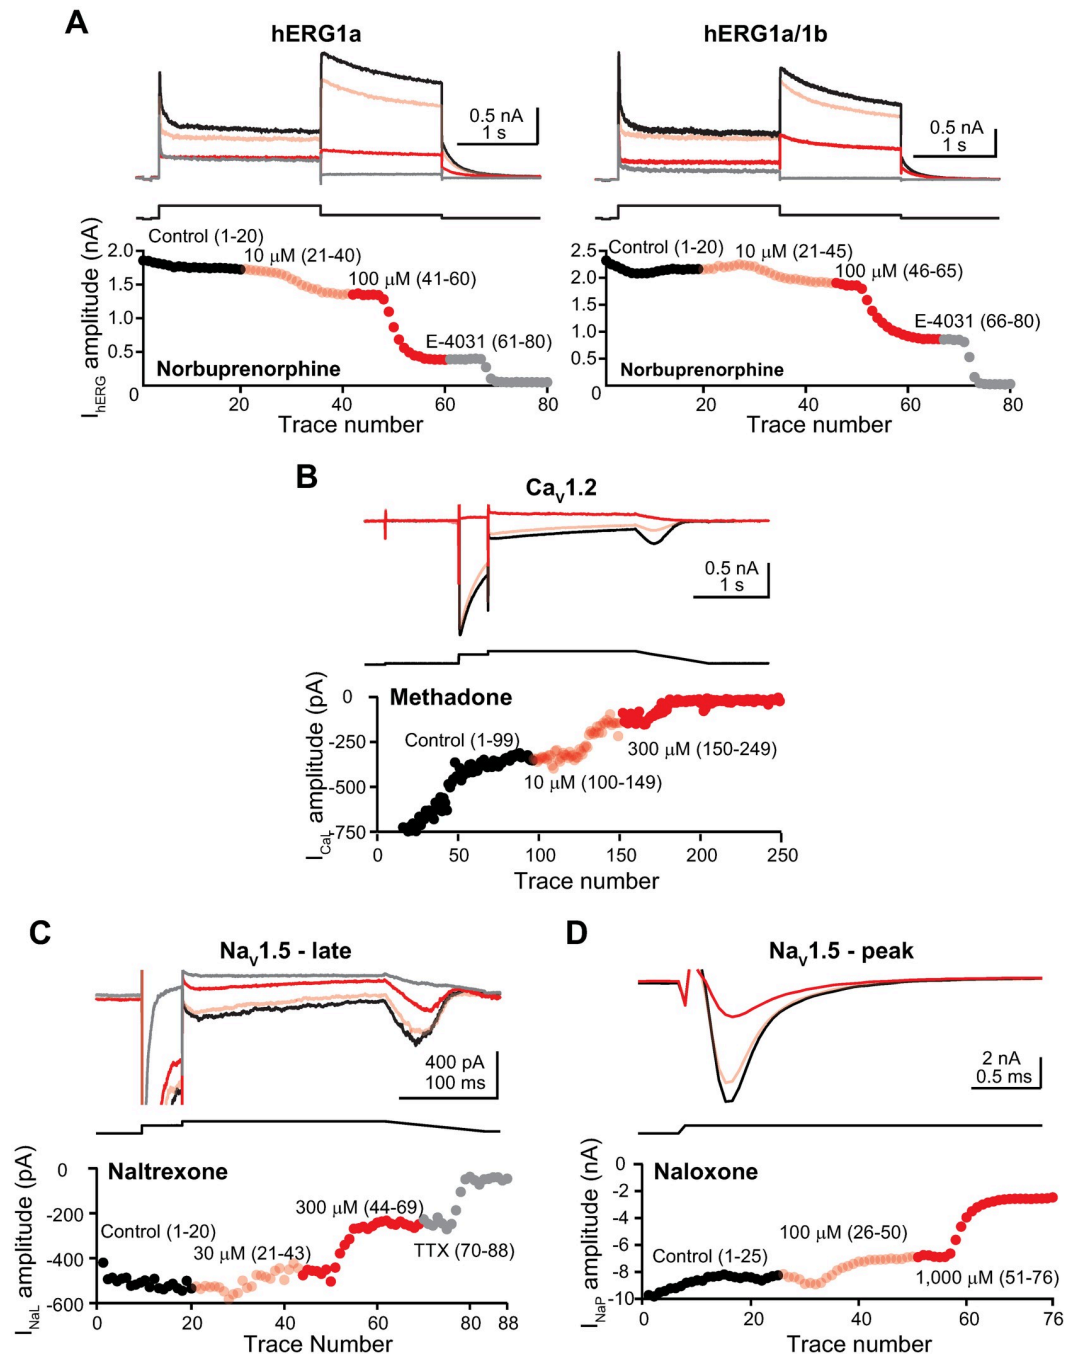 A
hERG1a
hERG1a/1b
0.5 nA
1 s
0.5 nA
1 s
I_hERG amplitude (nA)
2.0
1.5
1.0
0.5
0
Control (1-20)
10 µM (21-40)
100 µM (41-60)
E-4031 (61-80)
Norbuprenorphine
20
40
60
80
Trace number
2.5
2.0
1.5
1.0
0.5
0
Control (1-20)
10 µM (21-45)
100 µM (46-65)
E-4031 (66-80)
Norbuprenorphine
20
40
60
80
Trace number
B
Ca_V1.2
0.5 nA
1 s
I_CaL amplitude (pA)
0
-250
-500
-750
Methadone
Control (1-99)
10 µM (100-149)
300 µM (150-249)
0
50
100
150
200
250
Trace number
C
Na_V1.5 - late
400 pA
100 ms
I_NaL amplitude (pA)
0
-200
-400
-600
Naltrexone
Control (1-20)
30 µM (21-43)
300 µM (44-69)
TTX (70-88)
0
20
40
60
80
88
Trace Number
D
Na_V1.5 - peak
2 nA
0.5 ms
I_NaP amplitude (nA)
0
-2
-4
-6
-8
-10
Naloxone
Control (1-25)
100 µM (26-50)
1,000 µM (51-76)
0
20
40
60
76
Trace number